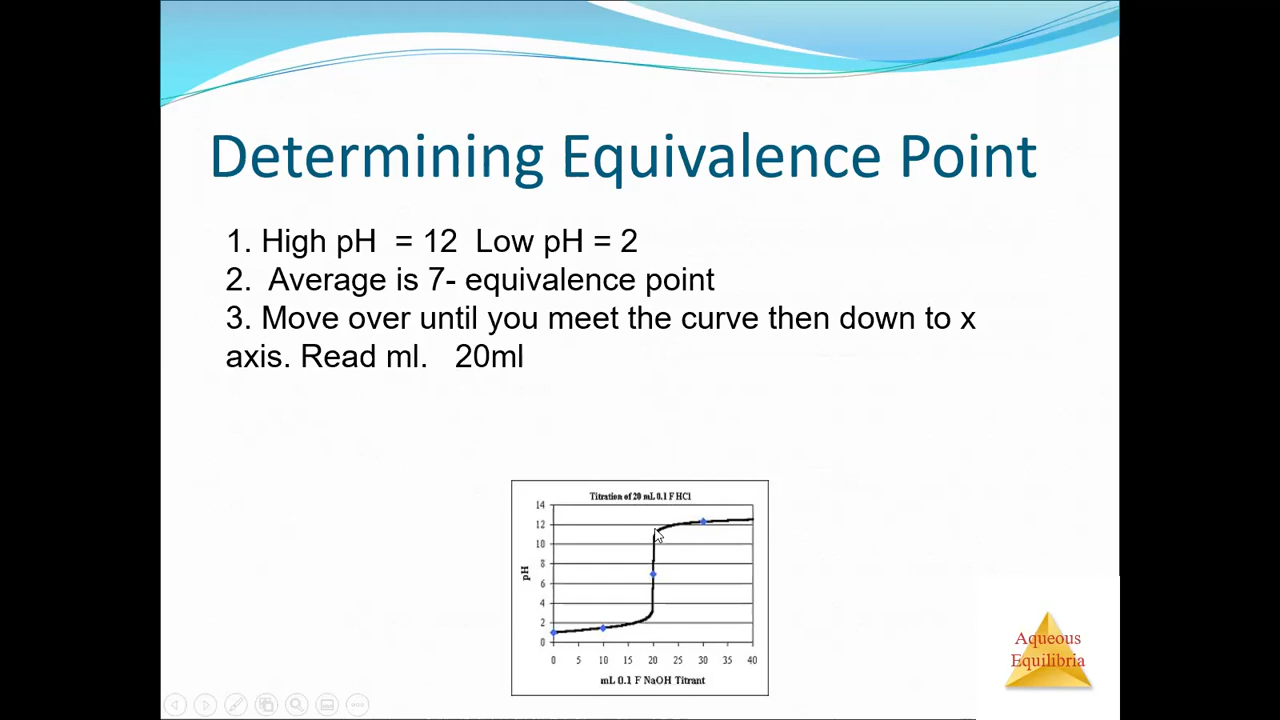 Determining Equivalence Point
1. High pH  = 12  Low pH = 2
2.  Average is 7- equivalence point
3. Move over until you meet the curve then down to x
axis. Read ml.   20ml
Titration of 20 mL 0.1 F HCl
14
12
10
8
6
4
2
0
pH
0 5 10 15 20 25 30 35 40
mL 0.1 F NaOH Titrant
Aqueous
Equilibria